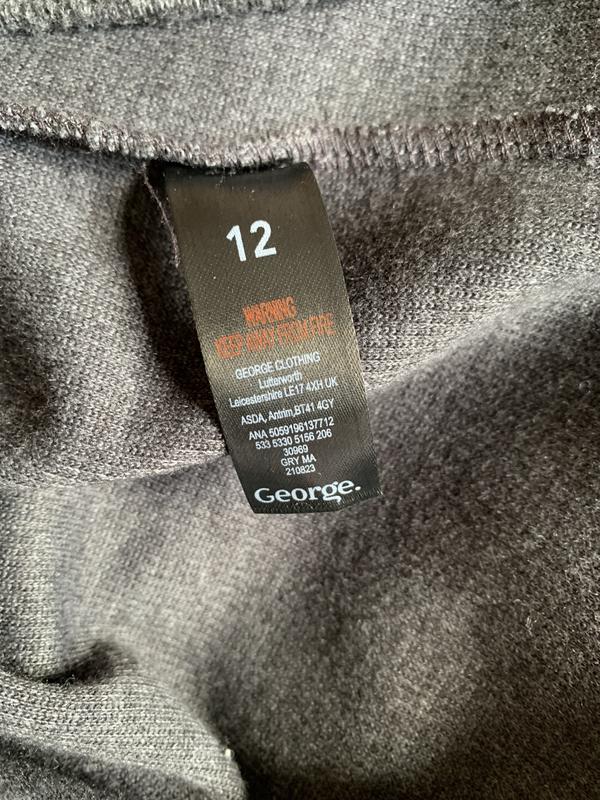 12
WARNING
KEEP AWAY FROM FIRE
GEORGE CLOTHING
Lutterworth
Leicestershire LE17 4XH UK
ASDA, Antrim,BT41 4GY
ANA 5059196137712
533 5330 5156 206
30969
GRY MA
210823
George.